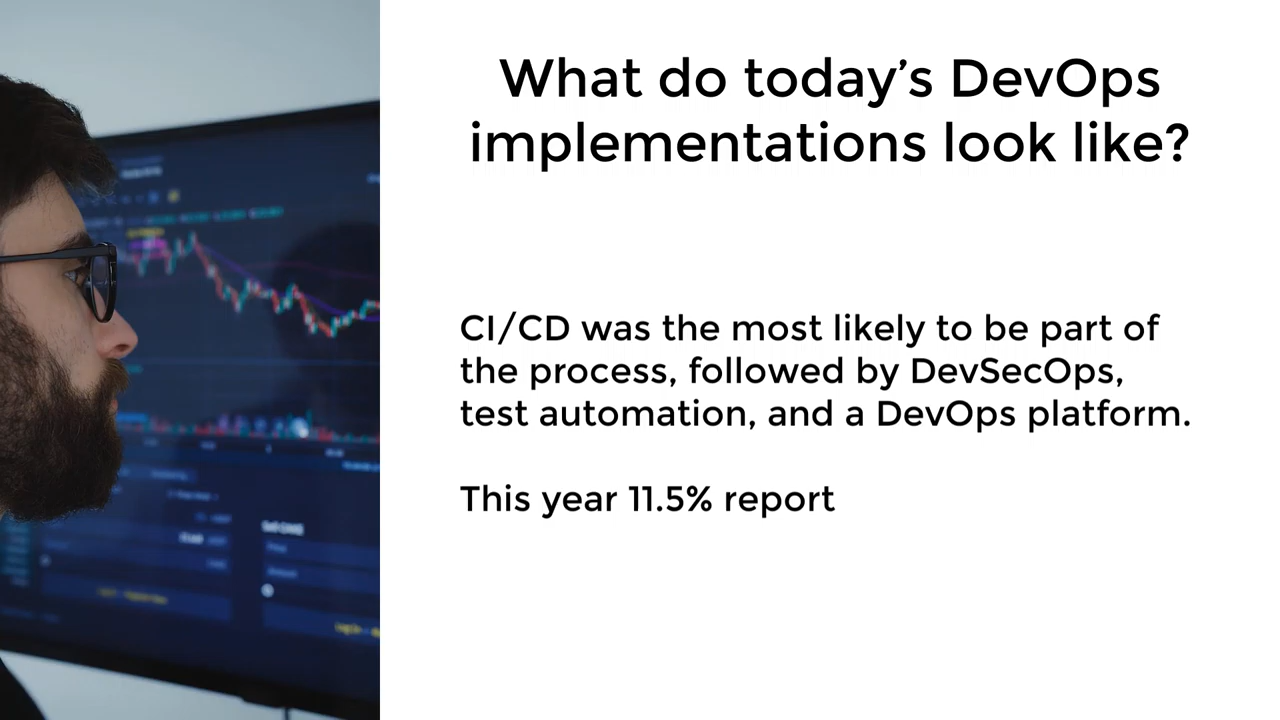 What do today’s DevOps
implementations look like?
CI/CD was the most likely to be part of
the process, followed by DevSecOps,
test automation, and a DevOps platform.
This year 11.5% report